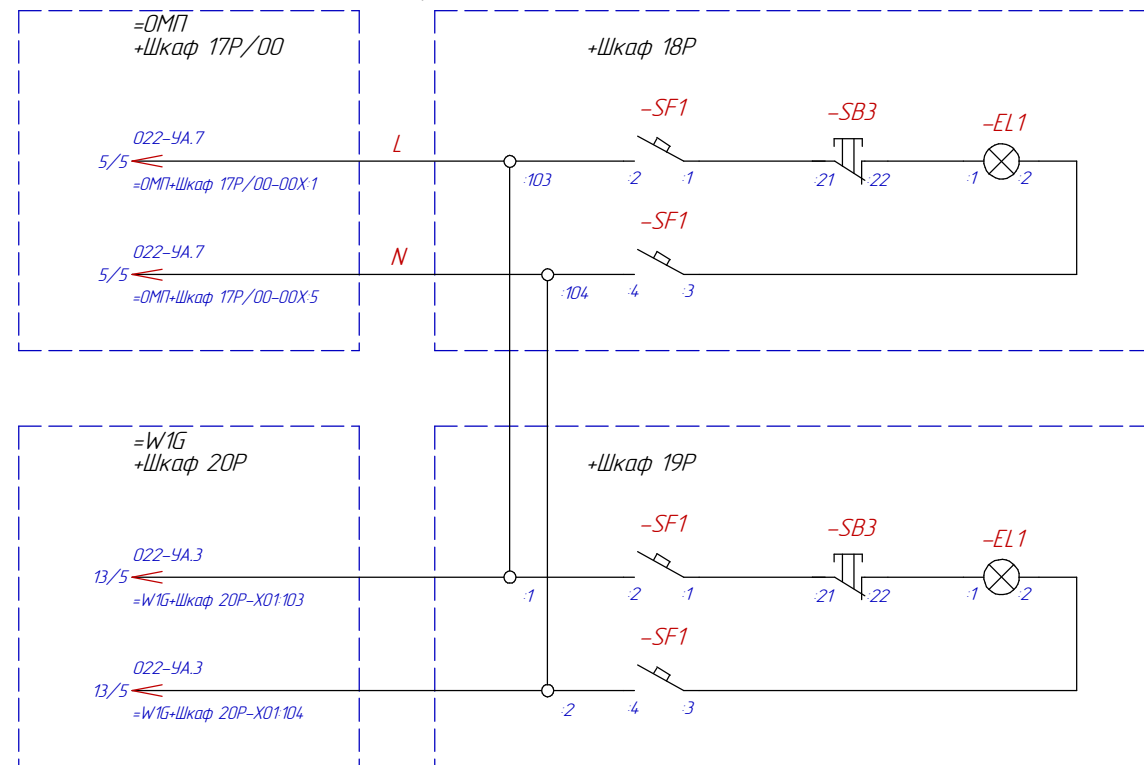 =0МП
+Шкаф 17Р/00
+Шкаф 18Р
-SF1
-SB3
-EL1
022-УА.7
L
5/5
=0МП+Шкаф 17Р/00-00X:1
:103
:2
:1
:21
:22
:1
:2
-SF1
022-УА.7
N
5/5
=0МП+Шкаф 17Р/00-00X:5
:104
:4
:3
=W1G
+Шкаф 20Р
+Шкаф 19Р
-SF1
-SB3
-EL1
022-УА.3
13/5
=W1G+Шкаф 20Р-X01:103
:1
:2
:1
:21
:22
:1
:2
-SF1
022-УА.3
13/5
=W1G+Шкаф 20Р-X01:104
:2
:4
:3